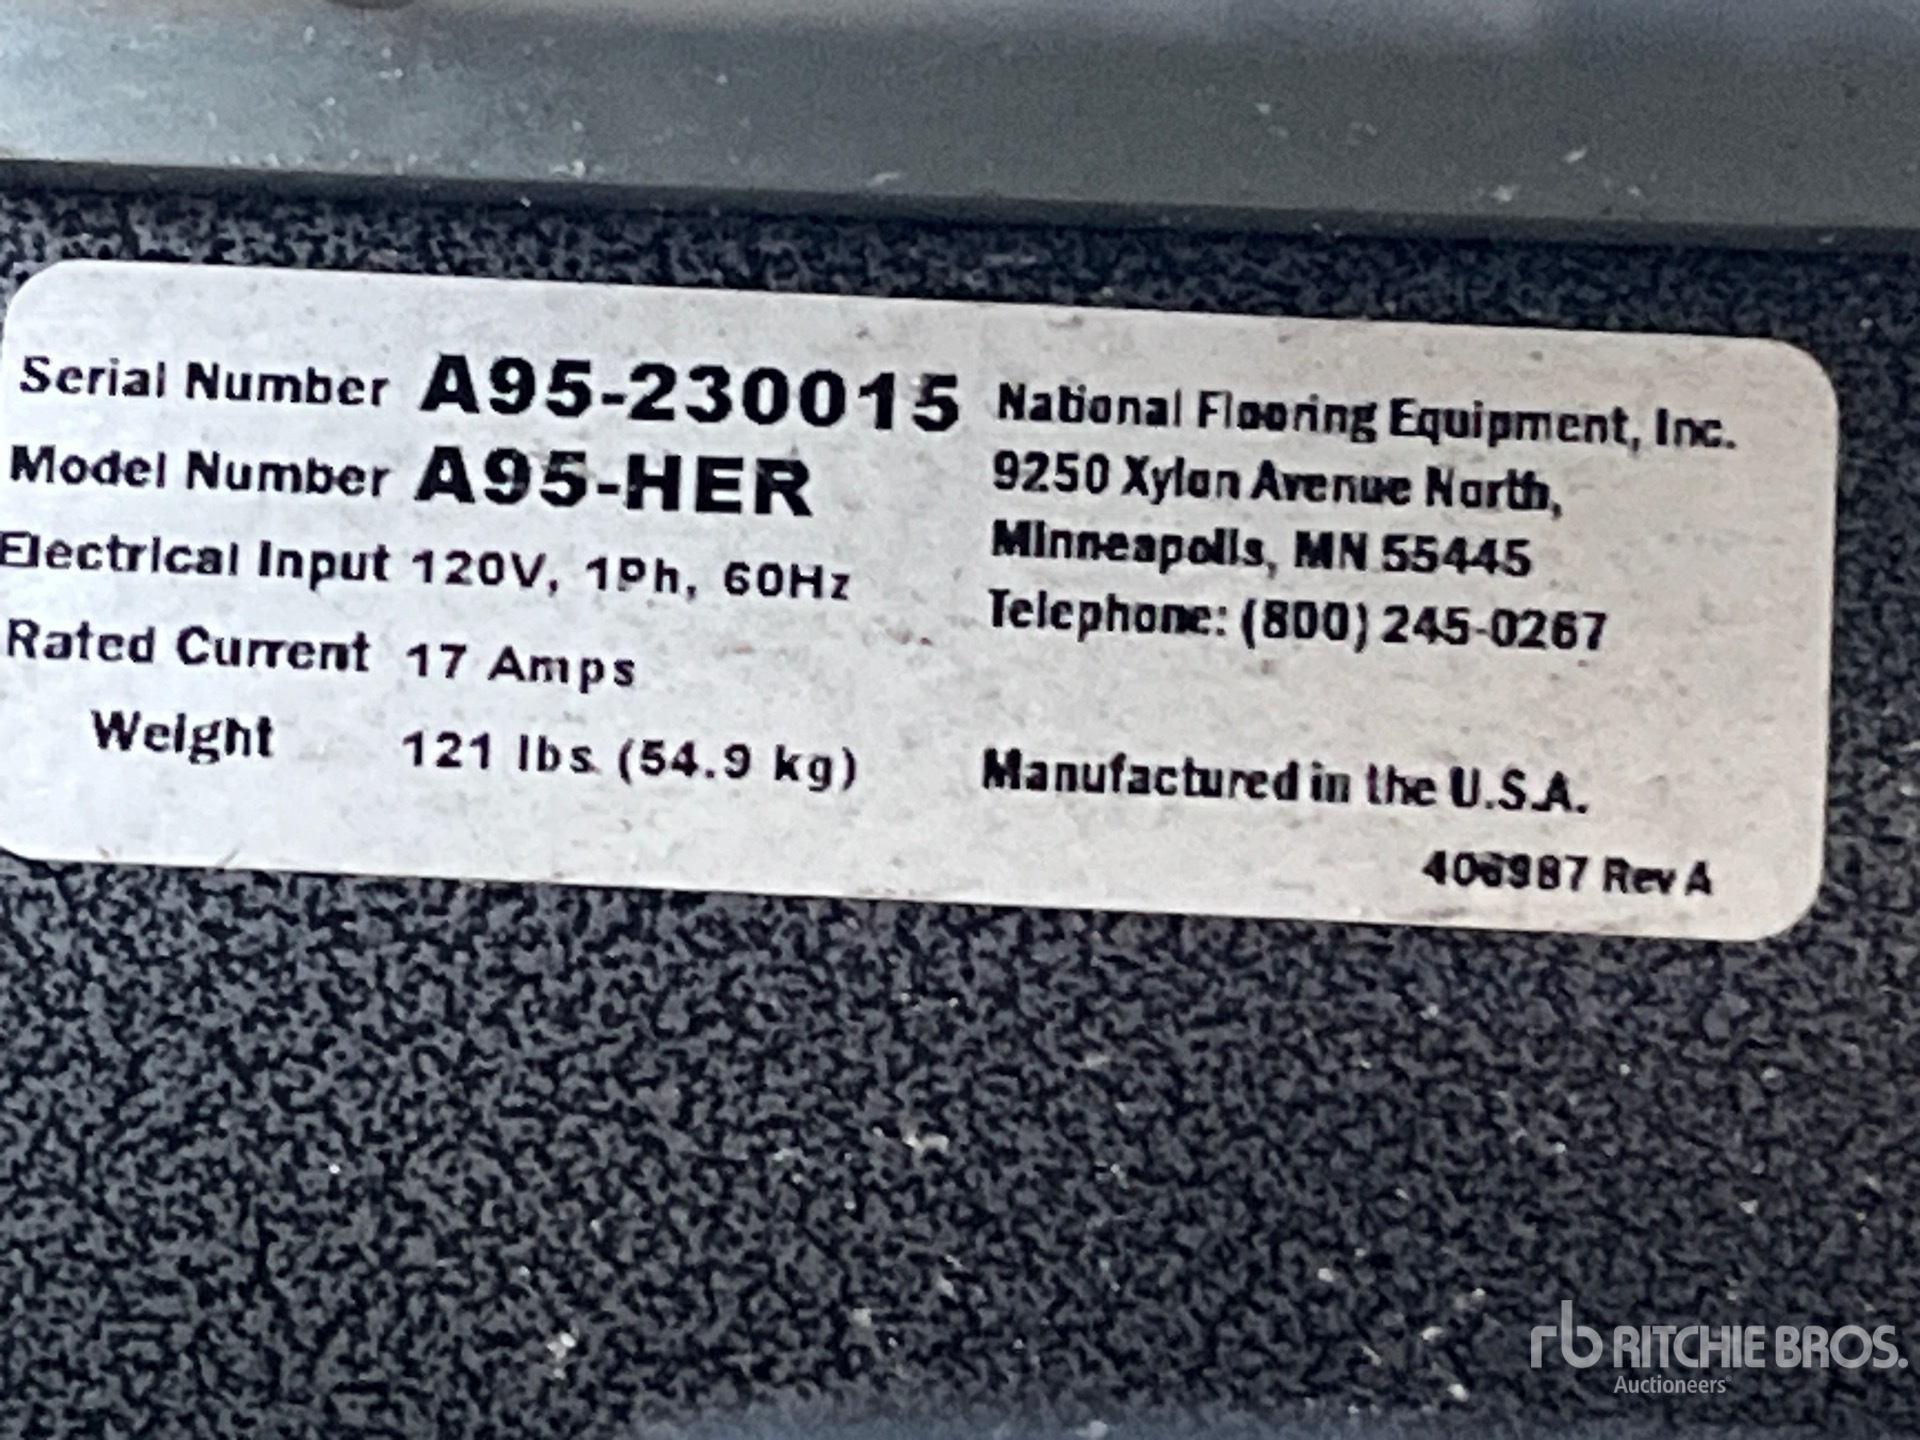 Serial Number A95-230015
Model Number A95-HER
Electrical Input 120V, 1Ph, 60Hz
Rated Current 17 Amps
Weight 121 lbs (54.9 kg)
National Flooring Equipment, Inc.
9250 Xylon Avenue North,
Minneapolis, MN 55445
Telephone: (800) 245-0267
Manufactured in the U.S.A.
406987 Rev A
rb RITCHIE BROS.
Auctioneers